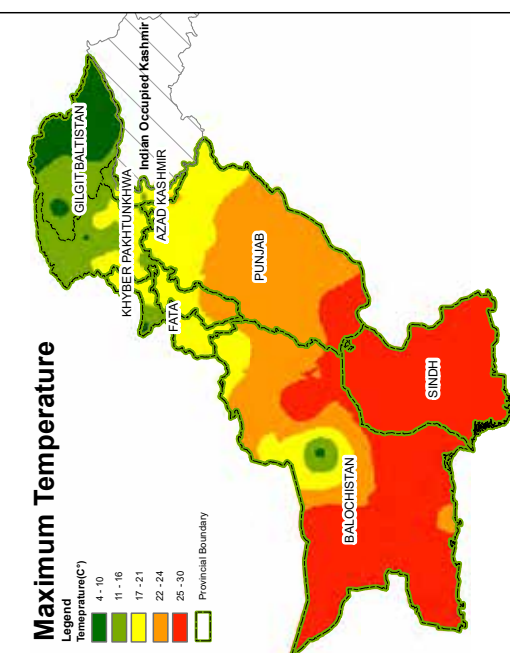 Maximum Temperature
Legend
Temeprature(C°)
4 - 10
11 - 16
17 - 21
22 - 24
25 - 30
Provincial Boundary
GILGIT BALTISTAN
Indian Occupied Kashmir
KHYBER PAKHTUNKHWA
AZAD KASHMIR
FATA
PUNJAB
BALOCHISTAN
SINDH